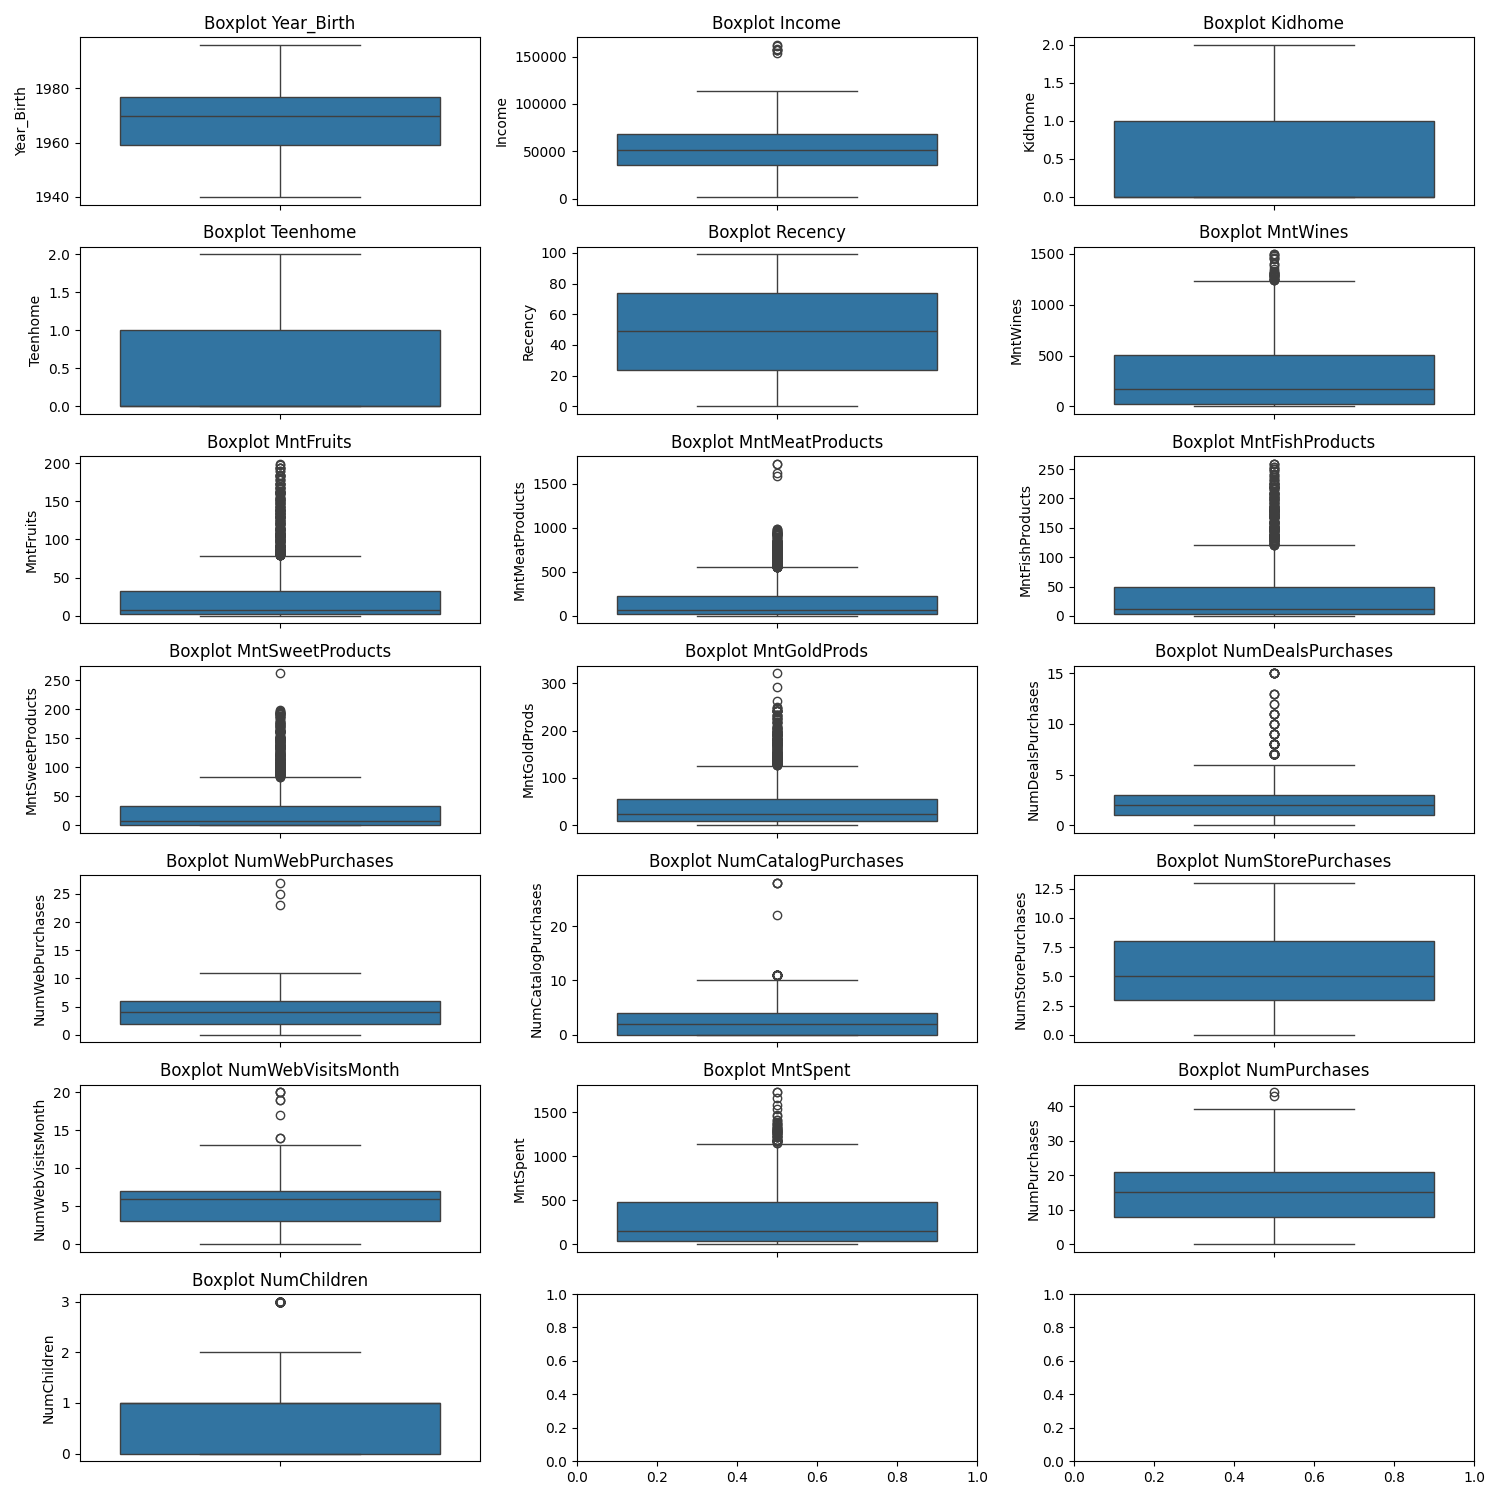 Boxplot Year_Birth
Year_Birth
1980
1960
1940
Boxplot Income
Income
150000
100000
50000
0
Boxplot Kidhome
Kidhome
2.0
1.5
1.0
0.5
0.0
Boxplot Teenhome
Teenhome
2.0
1.5
1.0
0.5
0.0
Boxplot Recency
Recency
100
80
60
40
20
0
Boxplot MntWines
MntWines
1500
1000
500
0
Boxplot MntFruits
MntFruits
200
150
100
50
0
Boxplot MntMeatProducts
MntMeatProducts
1500
1000
500
0
Boxplot MntFishProducts
MntFishProducts
250
200
150
100
50
0
Boxplot MntSweetProducts
MntSweetProducts
250
200
150
100
50
0
Boxplot MntGoldProds
MntGoldProds
300
200
100
0
Boxplot NumDealsPurchases
NumDealsPurchases
15
10
5
0
Boxplot NumWebPurchases
NumWebPurchases
25
20
15
10
5
0
Boxplot NumCatalogPurchases
NumCatalogPurchases
20
10
0
Boxplot NumStorePurchases
NumStorePurchases
12.5
10.0
7.5
5.0
2.5
0.0
Boxplot NumWebVisitsMonth
NumWebVisitsMonth
20
15
10
5
0
Boxplot MntSpent
MntSpent
1500
1000
500
0
Boxplot NumPurchases
NumPurchases
40
30
20
10
0
Boxplot NumChildren
NumChildren
3
2
1
0
1.0
0.8
0.6
0.4
0.2
0.0
0.0 0.2 0.4 0.6 0.8 1.0
1.0
0.8
0.6
0.4
0.2
0.0
0.0 0.2 0.4 0.6 0.8 1.0